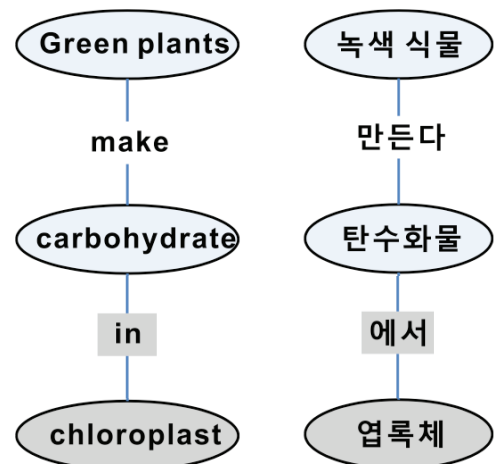 Green plants
make
carbohydrate
in
chloroplast
녹색 식물
만든다
탄수화물
에서
엽록체